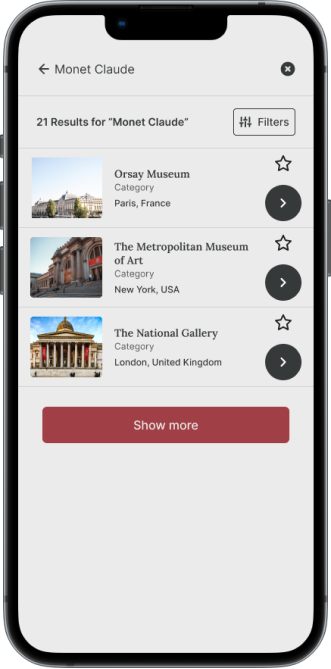 Monet Claude
21 Results for "Monet Claude"
Filters
Orsay Museum
Category
Paris, France
The Metropolitan Museum
of Art
Category
New York, USA
The National Gallery
Category
London, United Kingdom
Show more